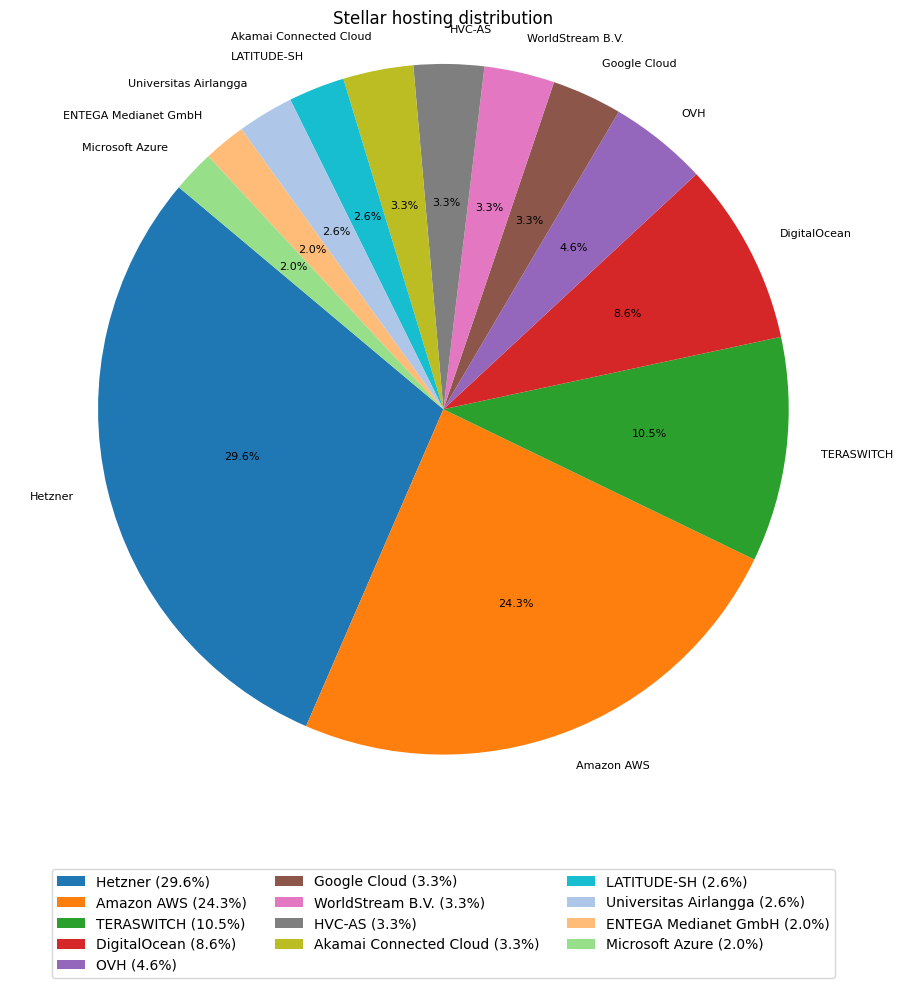 Stellar hosting distribution
HVC-AS
Akamai Connected Cloud
WorldStream B.V.
LATITUDE-SH
Google Cloud
Universitas Airlangga
ENTEGA Medianet GmbH
OVH
Microsoft Azure
DigitalOcean
TERASWITCH
Hetzner
Amazon AWS
3.3%
3.3%
3.3%
2.6%
3.3%
2.6%
4.6%
2.0%
2.0%
8.6%
10.5%
29.6%
24.3%
Hetzner (29.6%)
Amazon AWS (24.3%)
TERASWITCH (10.5%)
DigitalOcean (8.6%)
OVH (4.6%)
Google Cloud (3.3%)
WorldStream B.V. (3.3%)
HVC-AS (3.3%)
Akamai Connected Cloud (3.3%)
LATITUDE-SH (2.6%)
Universitas Airlangga (2.6%)
ENTEGA Medianet GmbH (2.0%)
Microsoft Azure (2.0%)